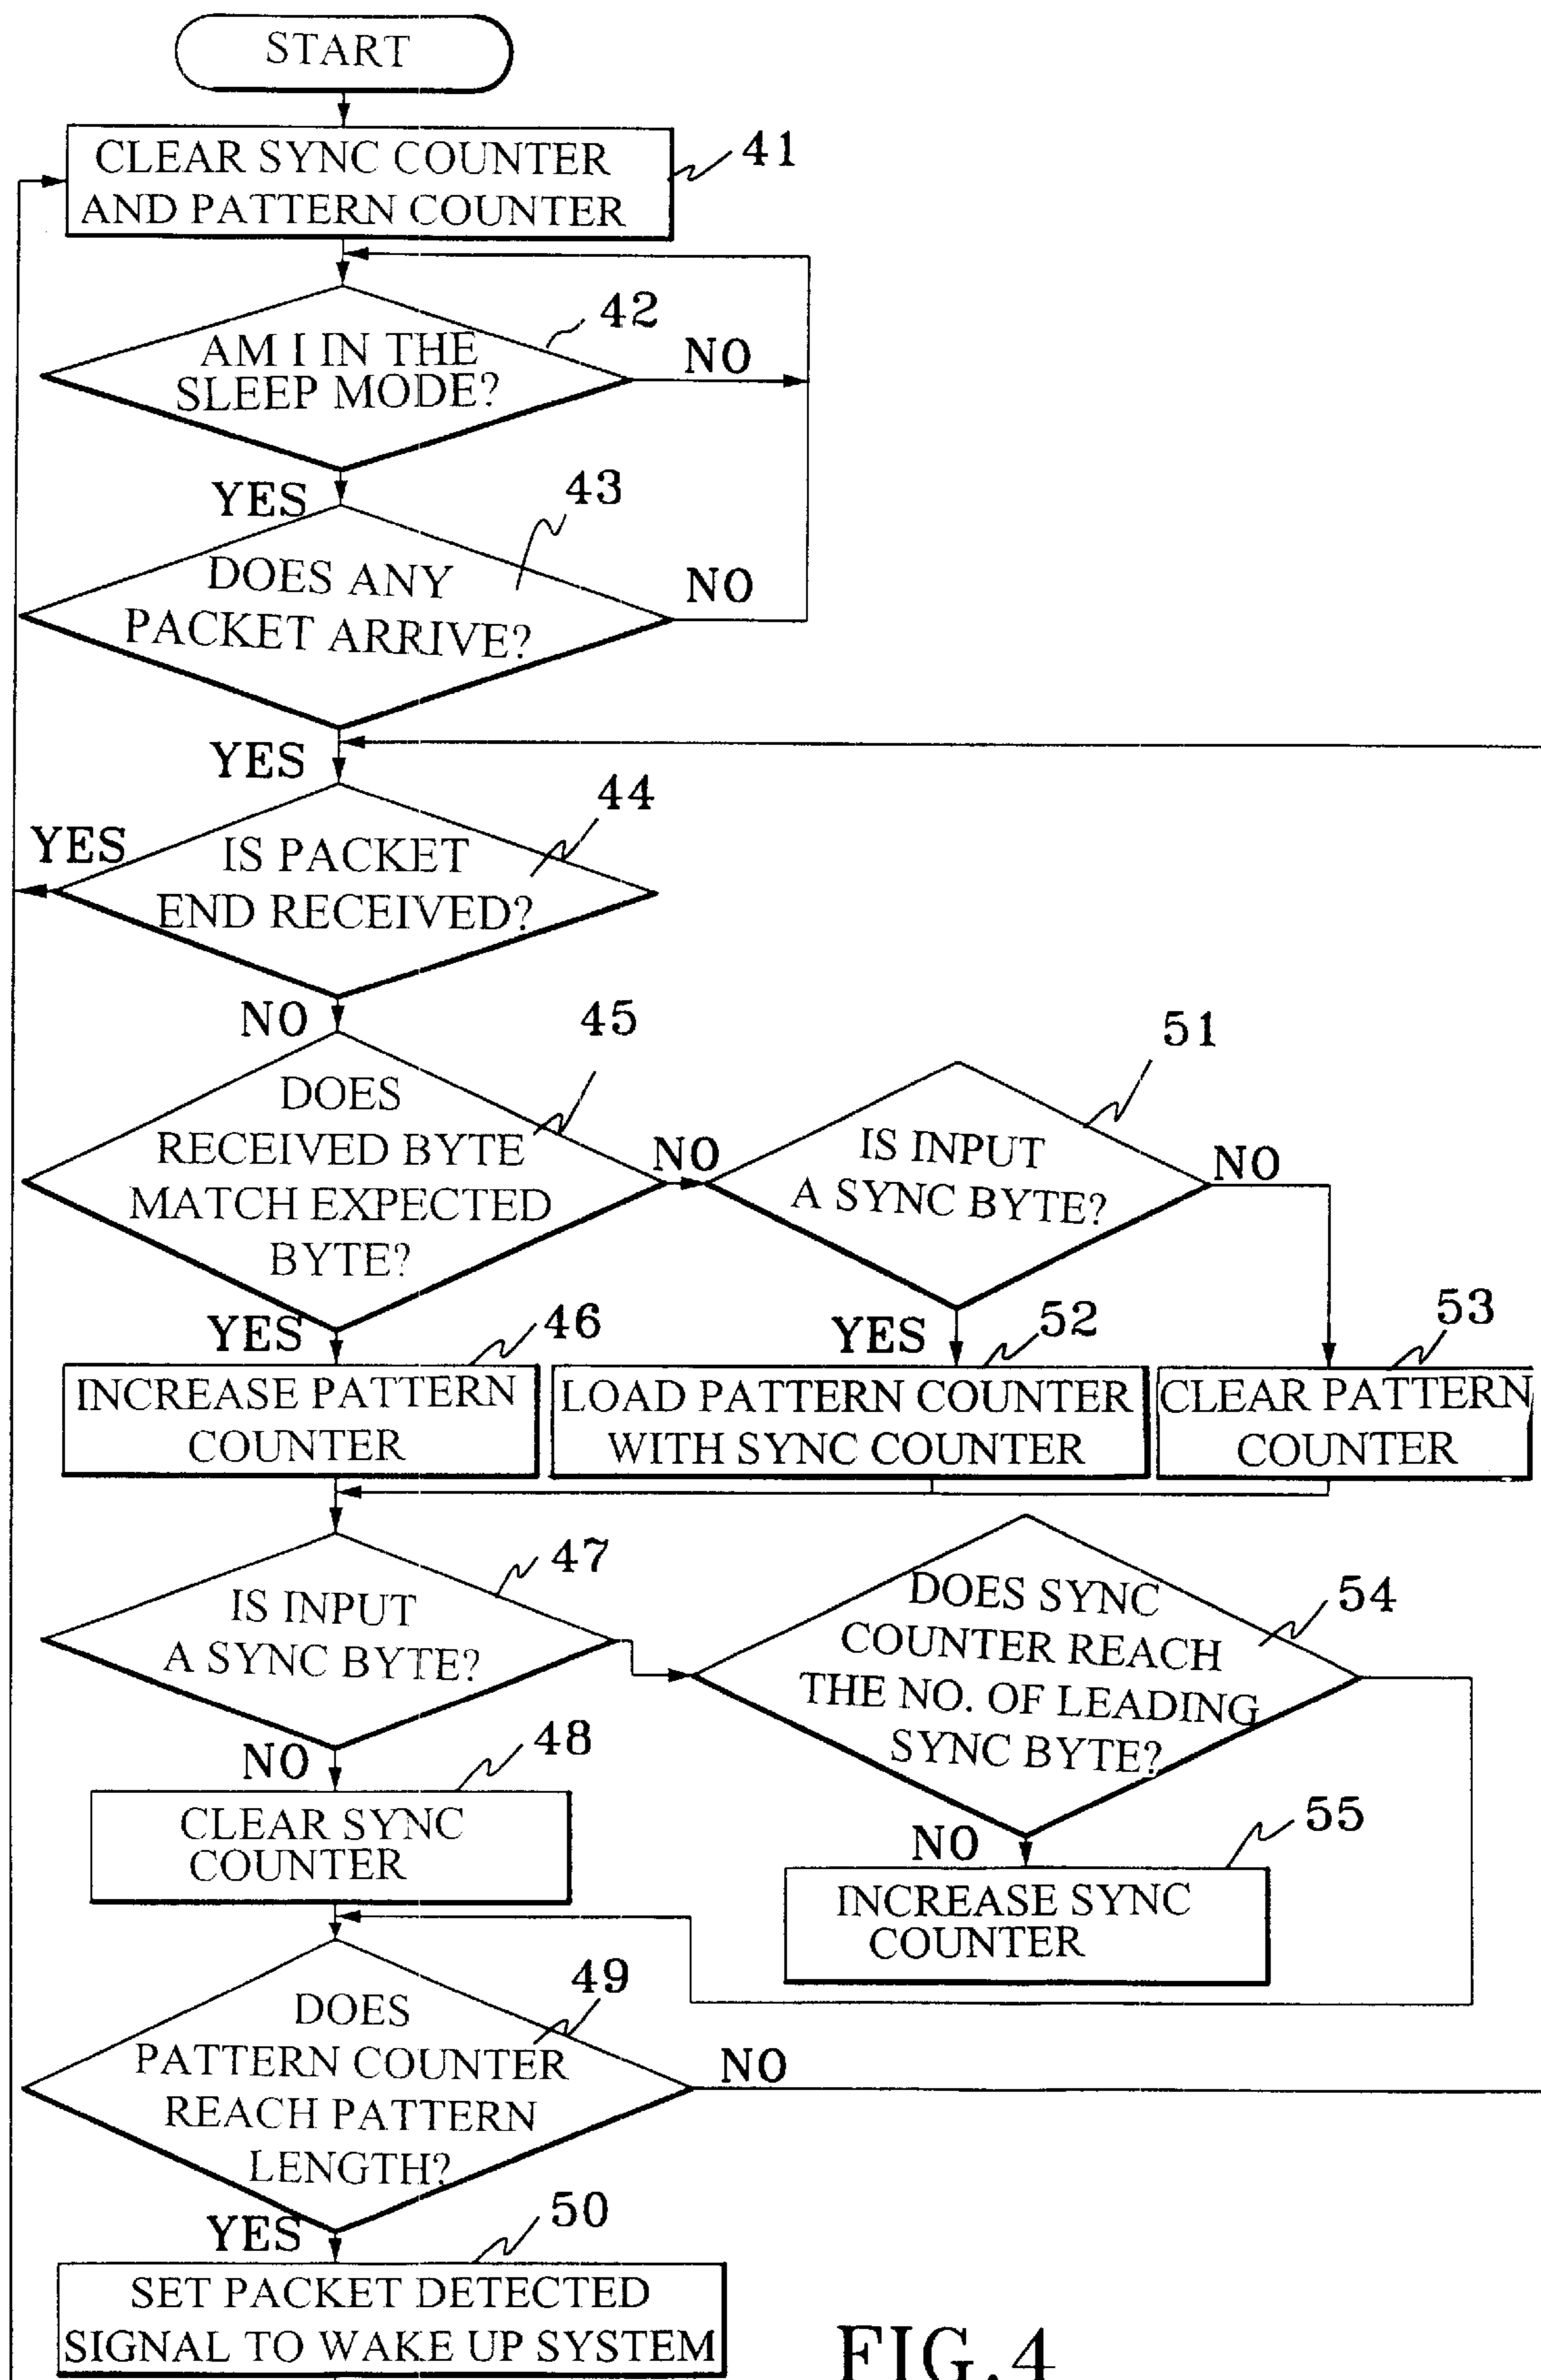 START
CLEAR SYNC COUNTER
AND PATTERN COUNTER
41
AM I IN THE
SLEEP MODE?
42
NO
YES
DOES ANY
PACKET ARRIVE?
43
NO
YES
IS PACKET
END RECEIVED?
44
YES
NO
DOES
RECEIVED BYTE
MATCH EXPECTED
BYTE?
45
NO
IS INPUT
A SYNC BYTE?
51
NO
YES
46
YES
52
53
INCREASE PATTERN
COUNTER
LOAD PATTERN COUNTER
WITH SYNC COUNTER
CLEAR PATTERN
COUNTER
IS INPUT
A SYNC BYTE?
47
DOES SYNC
COUNTER REACH
THE NO. OF LEADING
SYNC BYTE?
54
NO
48
CLEAR SYNC
COUNTER
NO
55
INCREASE SYNC
COUNTER
DOES
PATTERN COUNTER
REACH PATTERN
LENGTH?
49
NO
YES
50
SET PACKET DETECTED
SIGNAL TO WAKE UP SYSTEM
FIG.4